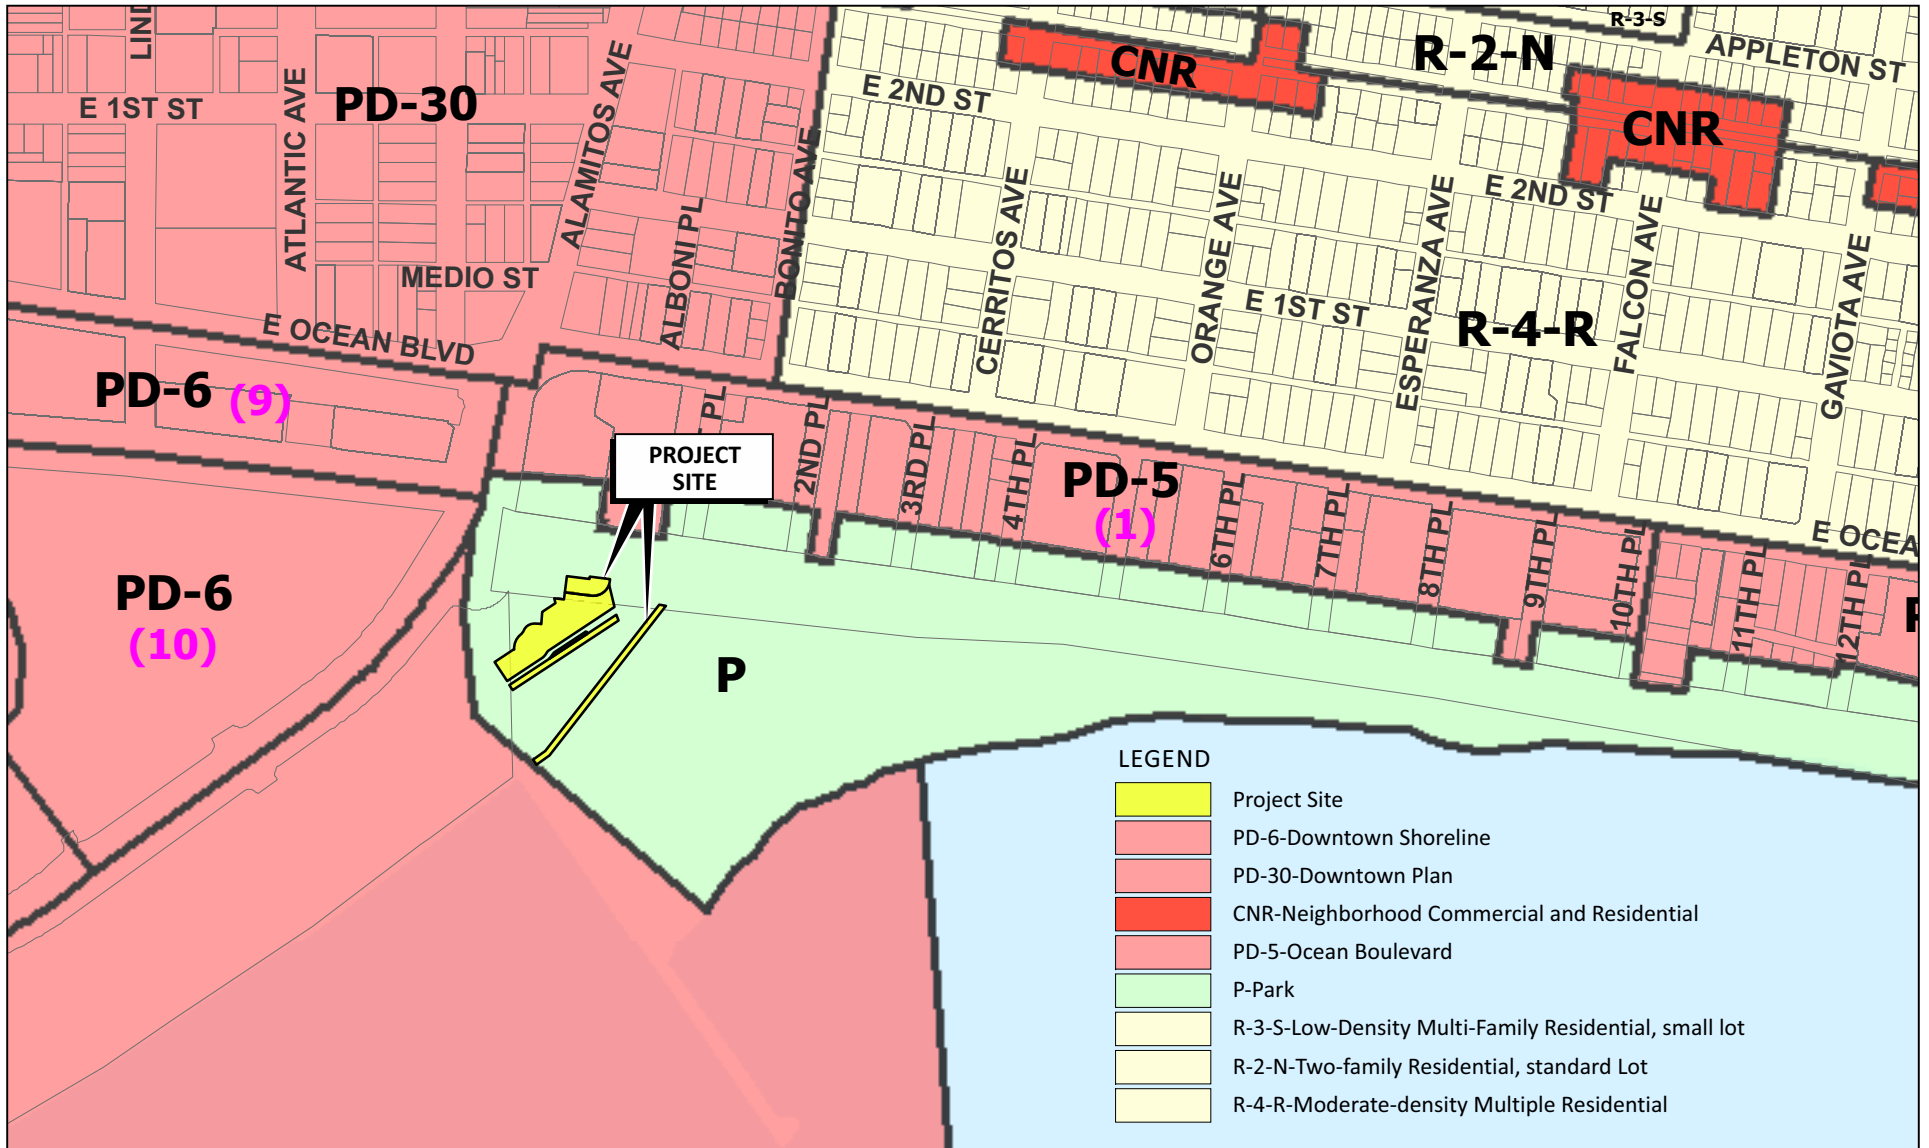 LIND
R-3-S
R-2-N
APPLETON ST
CNR
E 2ND ST
E 1ST ST
ATLANTIC AVE
PD-30
ALAMITOS AVE
CNR
BONITO AVE
CERRITOS AVE
ORANGE AVE
ESPERANZA AVE
E 2ND ST
FALCON AVE
GAVIOTA AVE
ALBONI PL
MEDIO ST
E 1ST ST
R-4-R
E OCEAN BLVD
PD-6 (9)
PL
2ND PL
3RD PL
4TH PL
PD-5
(1)
6TH PL
7TH PL
8TH PL
9TH PL
10TH PL
11TH PL
12TH PL
E OCEA
PROJECT
SITE
PD-6
(10)
P
P
LEGEND
Project Site
PD-6-Downtown Shoreline
PD-30-Downtown Plan
CNR-Neighborhood Commercial and Residential
PD-5-Ocean Boulevard
P-Park
R-3-S-Low-Density Multi-Family Residential, small lot
R-2-N-Two-family Residential, standard Lot
R-4-R-Moderate-density Multiple Residential